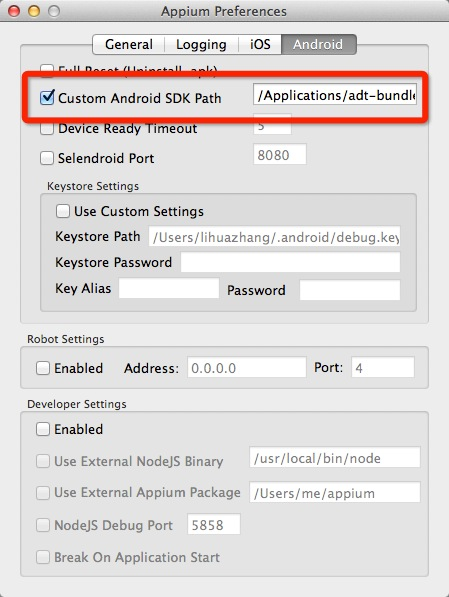 Appium Preferences
General Logging iOS Android
Full Reset (Uninstall .apk)
Custom Android SDK Path /Applications/adt-bundle
Device Ready Timeout 5
Selendroid Port 8080
Keystore Settings
Use Custom Settings
Keystore Path /Users/lihuazhang/.android/debug.key
Keystore Password
Key Alias Password
Robot Settings
Enabled Address: 0.0.0.0 Port: 4
Developer Settings
Enabled
Use External NodeJS Binary /usr/local/bin/node
Use External Appium Package /Users/me/appium
NodeJS Debug Port 5858
Break On Application Start